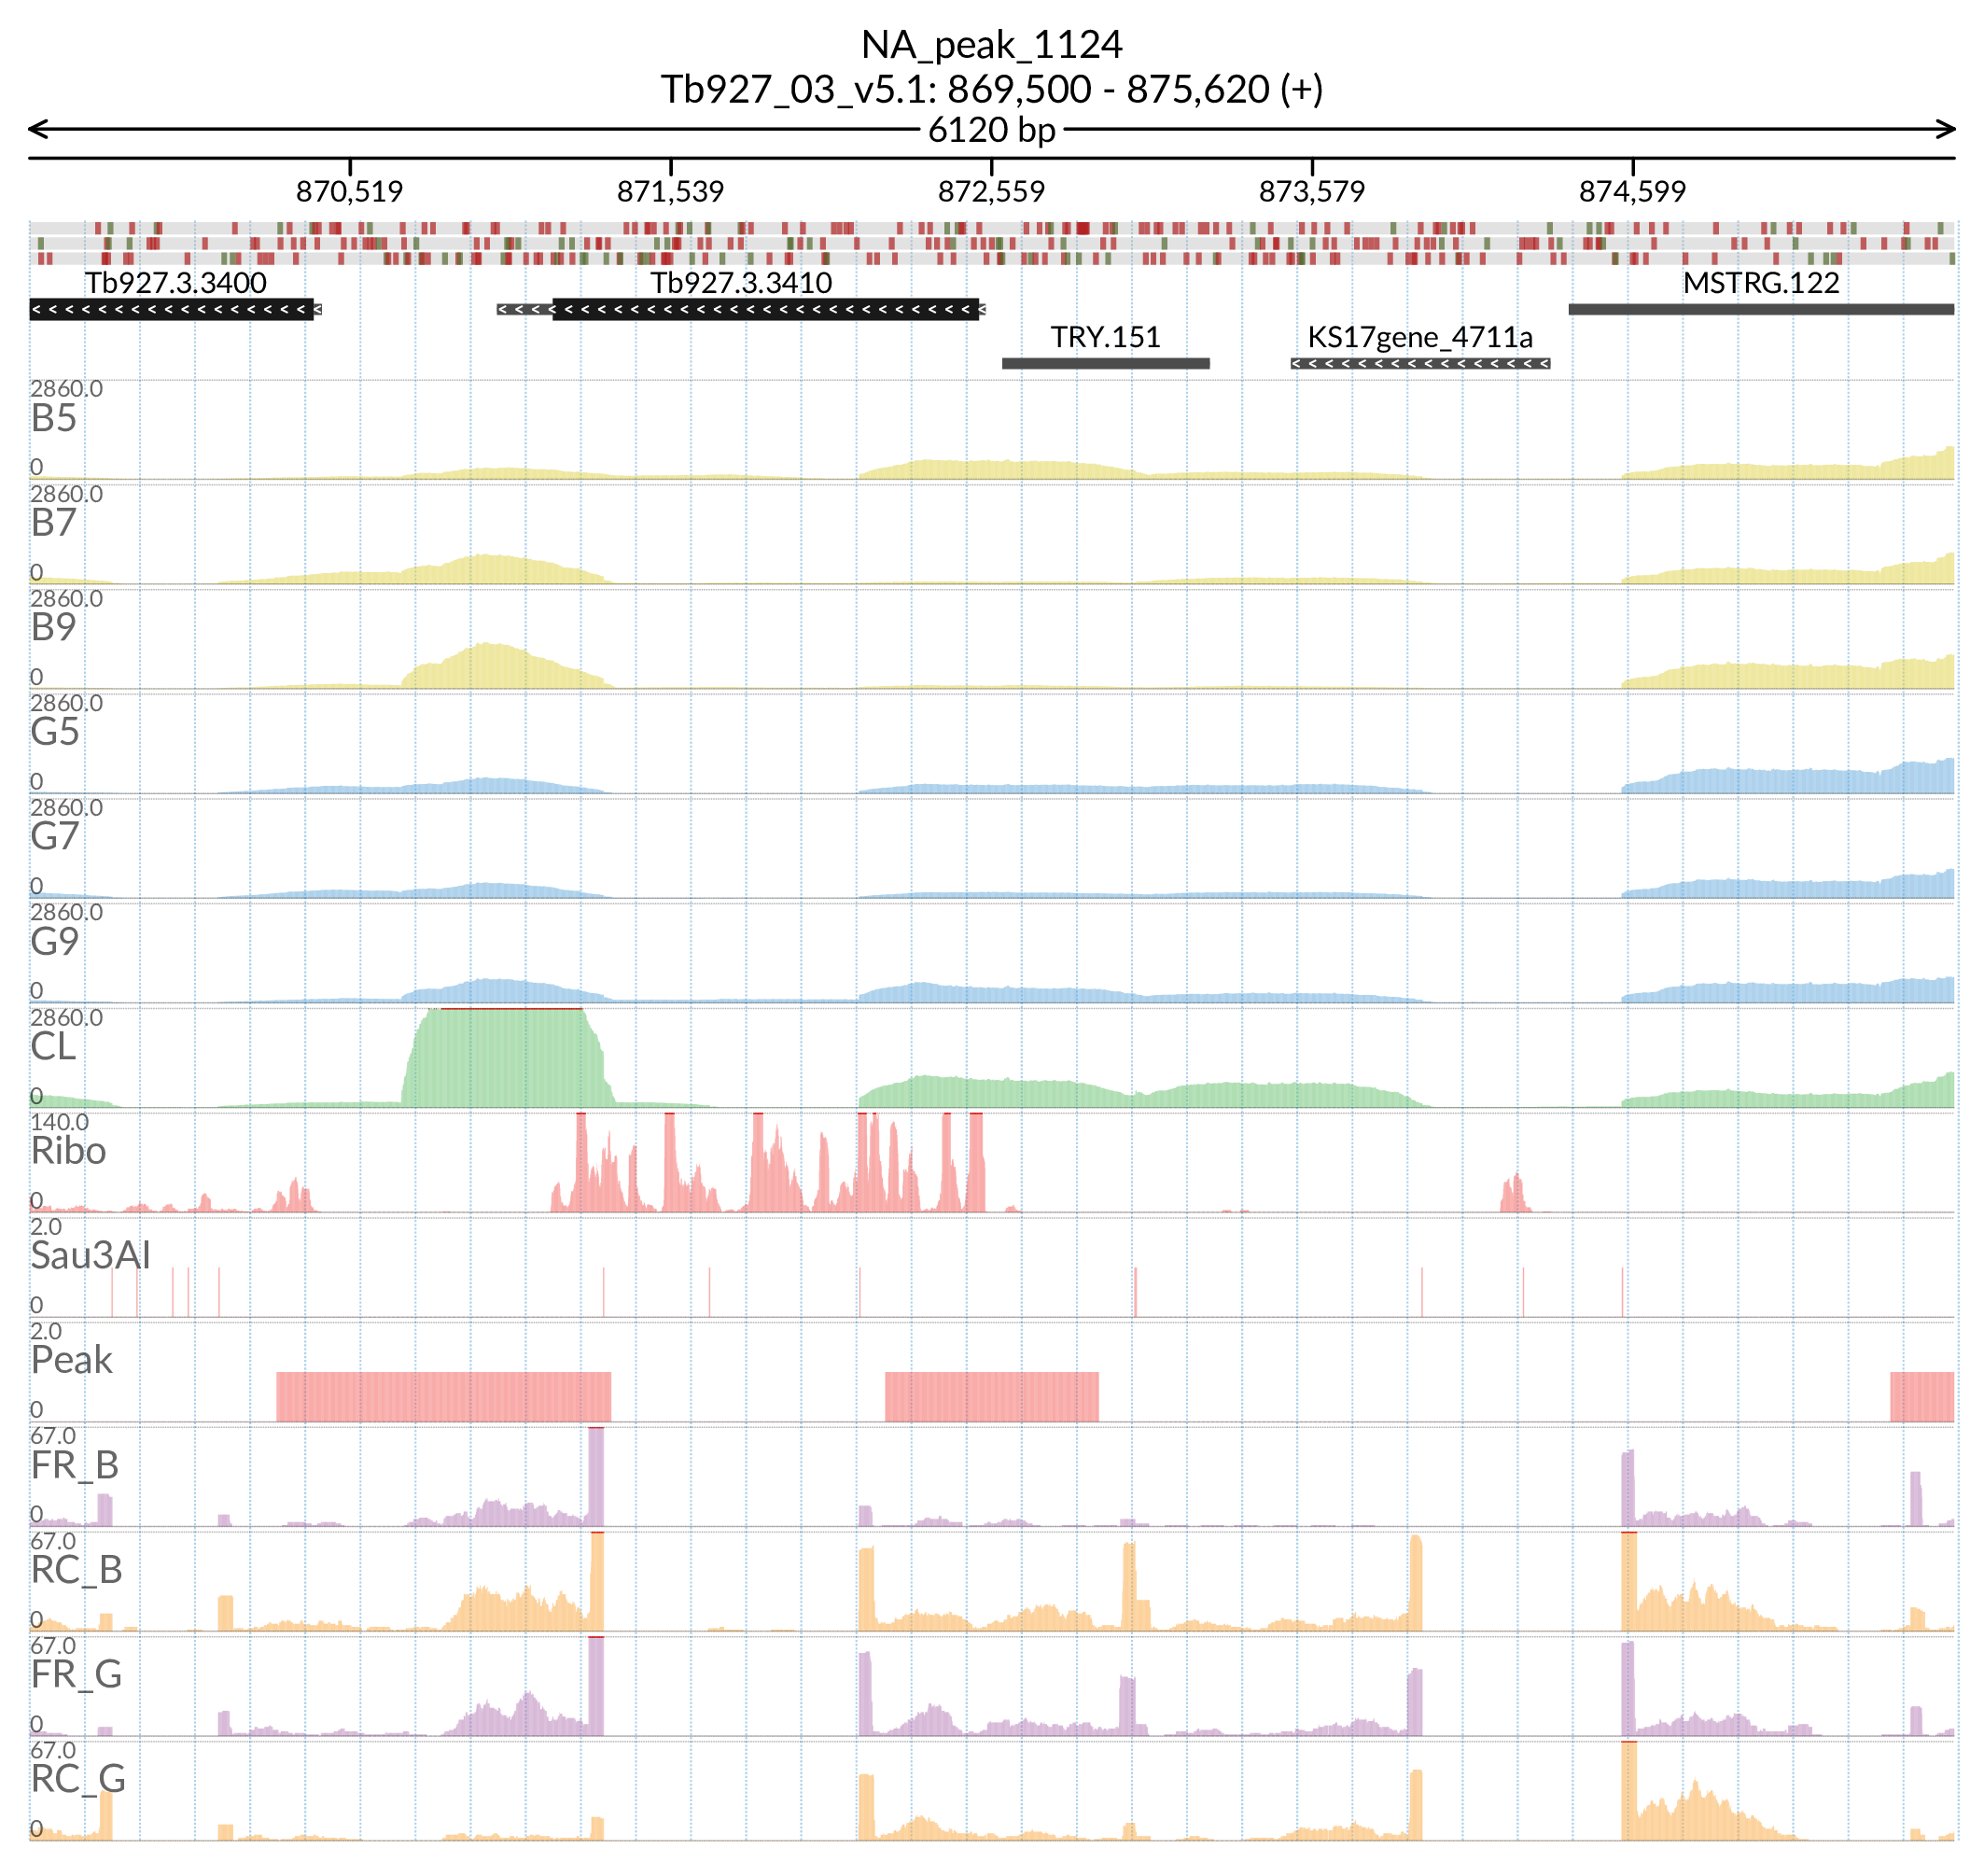 NA_peak_1124
Tb927_03_v5.1: 869,500 - 875,620 (+)
6120 bp
870,519 871,539 872,559 873,579 874,599
Tb927.3.3400 Tb927.3.3410 MSTRG.122
TRY.151 KS17gene_4711a
2860.0
B5
0
2860.0
B7
0
2860.0
B9
0
2860.0
G5
0
2860.0
G7
0
2860.0
G9
0
2860.0
CL
0
140.0
Ribo
0
2.0
Sau3AI
0
2.0
Peak
0
67.0
FR_B
0
67.0
RC_B
0
67.0
FR_G
0
67.0
RC_G
0